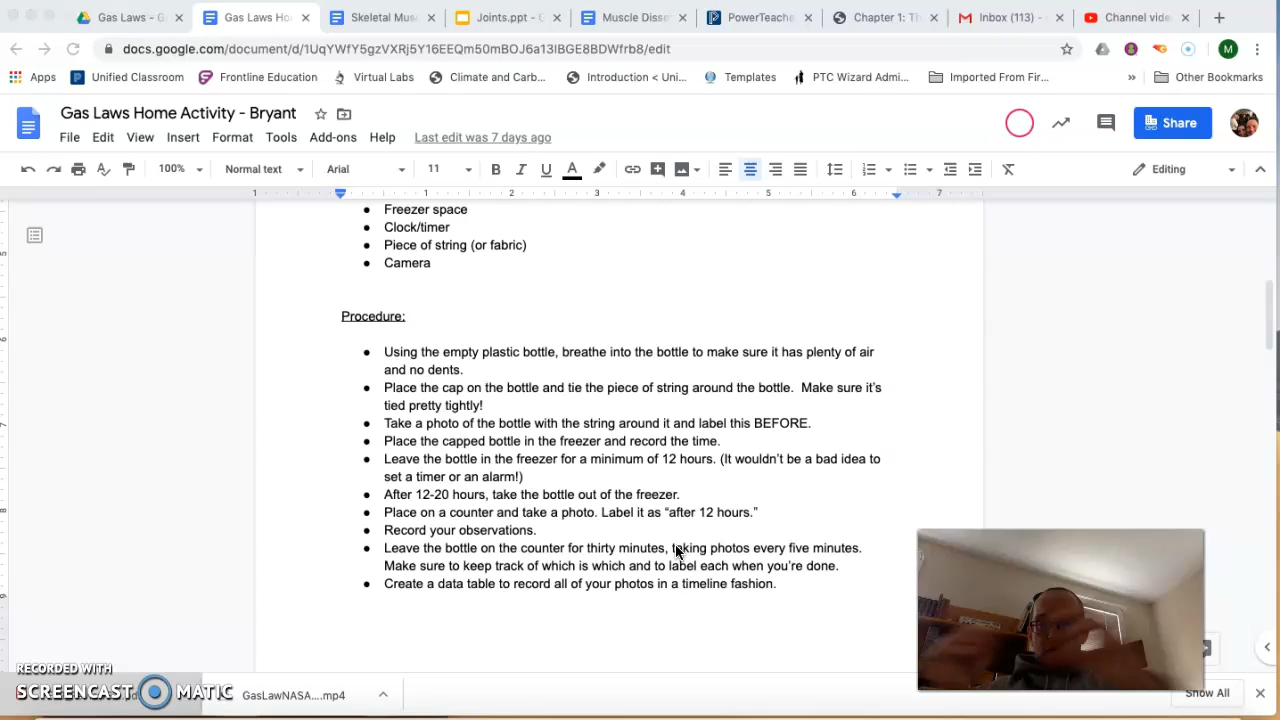 Gas Laws - G
Gas Laws Ho
Skeletal Mus
Joints.ppt - G
Muscle Disse
PowerTeache
Chapter 1: Th
Inbox (113) -
Channel vide
docs.google.com/document/d/1UqYWfY5gzVXRj5Y16EEQm50mBOJ6a13IBGE8BDWfrb8/edit
M
Apps
Unified Classroom
Frontline Education
Virtual Labs
Climate and Carb...
Introduction < Uni...
Templates
PTC Wizard Admi...
Imported From Fir...
»
Other Bookmarks
Gas Laws Home Activity - Bryant
File Edit View Insert Format Tools Add-ons Help Last edit was 7 days ago
Share
100% Normal text Arial 11 B I U A Editing
1 1 2 3 4 5 6 7
● Freezer space
● Clock/timer
● Piece of string (or fabric)
● Camera
Procedure:
● Using the empty plastic bottle, breathe into the bottle to make sure it has plenty of air
and no dents.
● Place the cap on the bottle and tie the piece of string around the bottle. Make sure it's
tied pretty tightly!
● Take a photo of the bottle with the string around it and label this BEFORE.
● Place the capped bottle in the freezer and record the time.
● Leave the bottle in the freezer for a minimum of 12 hours. (It wouldn't be a bad idea to
set a timer or an alarm!)
● After 12-20 hours, take the bottle out of the freezer.
● Place on a counter and take a photo. Label it as “after 12 hours.”
● Record your observations.
● Leave the bottle on the counter for thirty minutes, taking photos every five minutes.
Make sure to keep track of which is which and to label each when you're done.
● Create a data table to record all of your photos in a timeline fashion.
RECORDED WITH
SCREENCAST MATIC
GasLawNASA....mp4
Show All